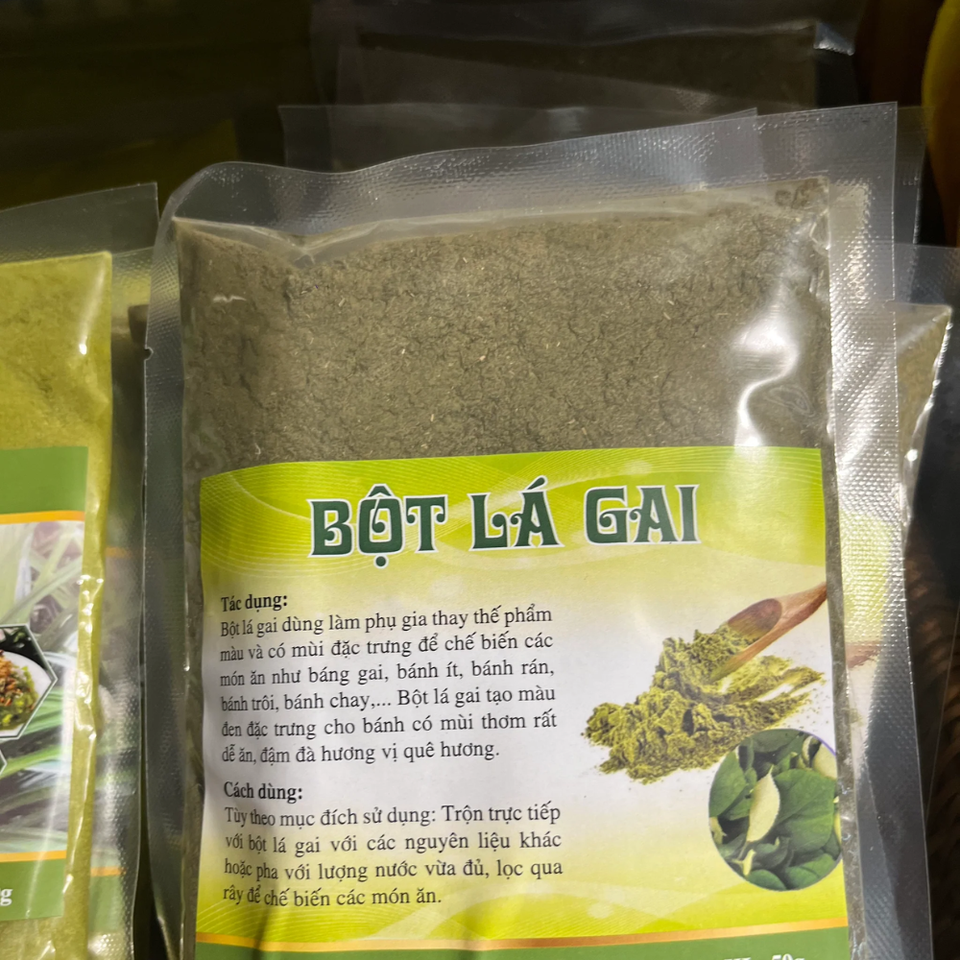 BỘT LÁ GAI
Tác dụng:
Bột lá gai dùng làm phụ gia thay thế phẩm
màu và có mùi đặc trưng để chế biến các
món ăn như báng gai, bánh ít, bánh rán,
bánh trôi, bánh chay,... Bột lá gai tạo màu
đen đặc trưng cho bánh có mùi thơm rất
dễ ăn, đậm đà hương vị quê hương.
Cách dùng:
Tùy theo mục đích sử dụng: Trộn trực tiếp
với bột lá gai với các nguyên liệu khác
hoặc pha với lượng nước vừa đủ, lọc qua
rây để chế biến các món ăn.